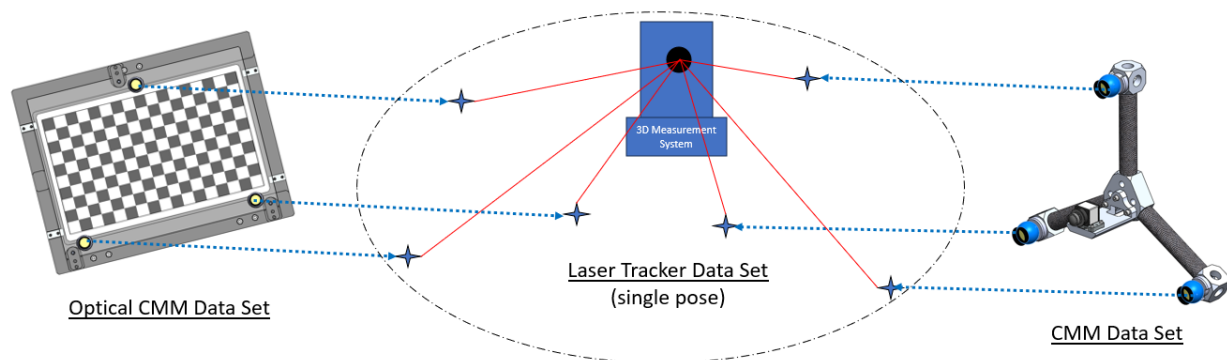 3D Measurement
System
Laser Tracker Data Set
(single pose)
Optical CMM Data Set
CMM Data Set